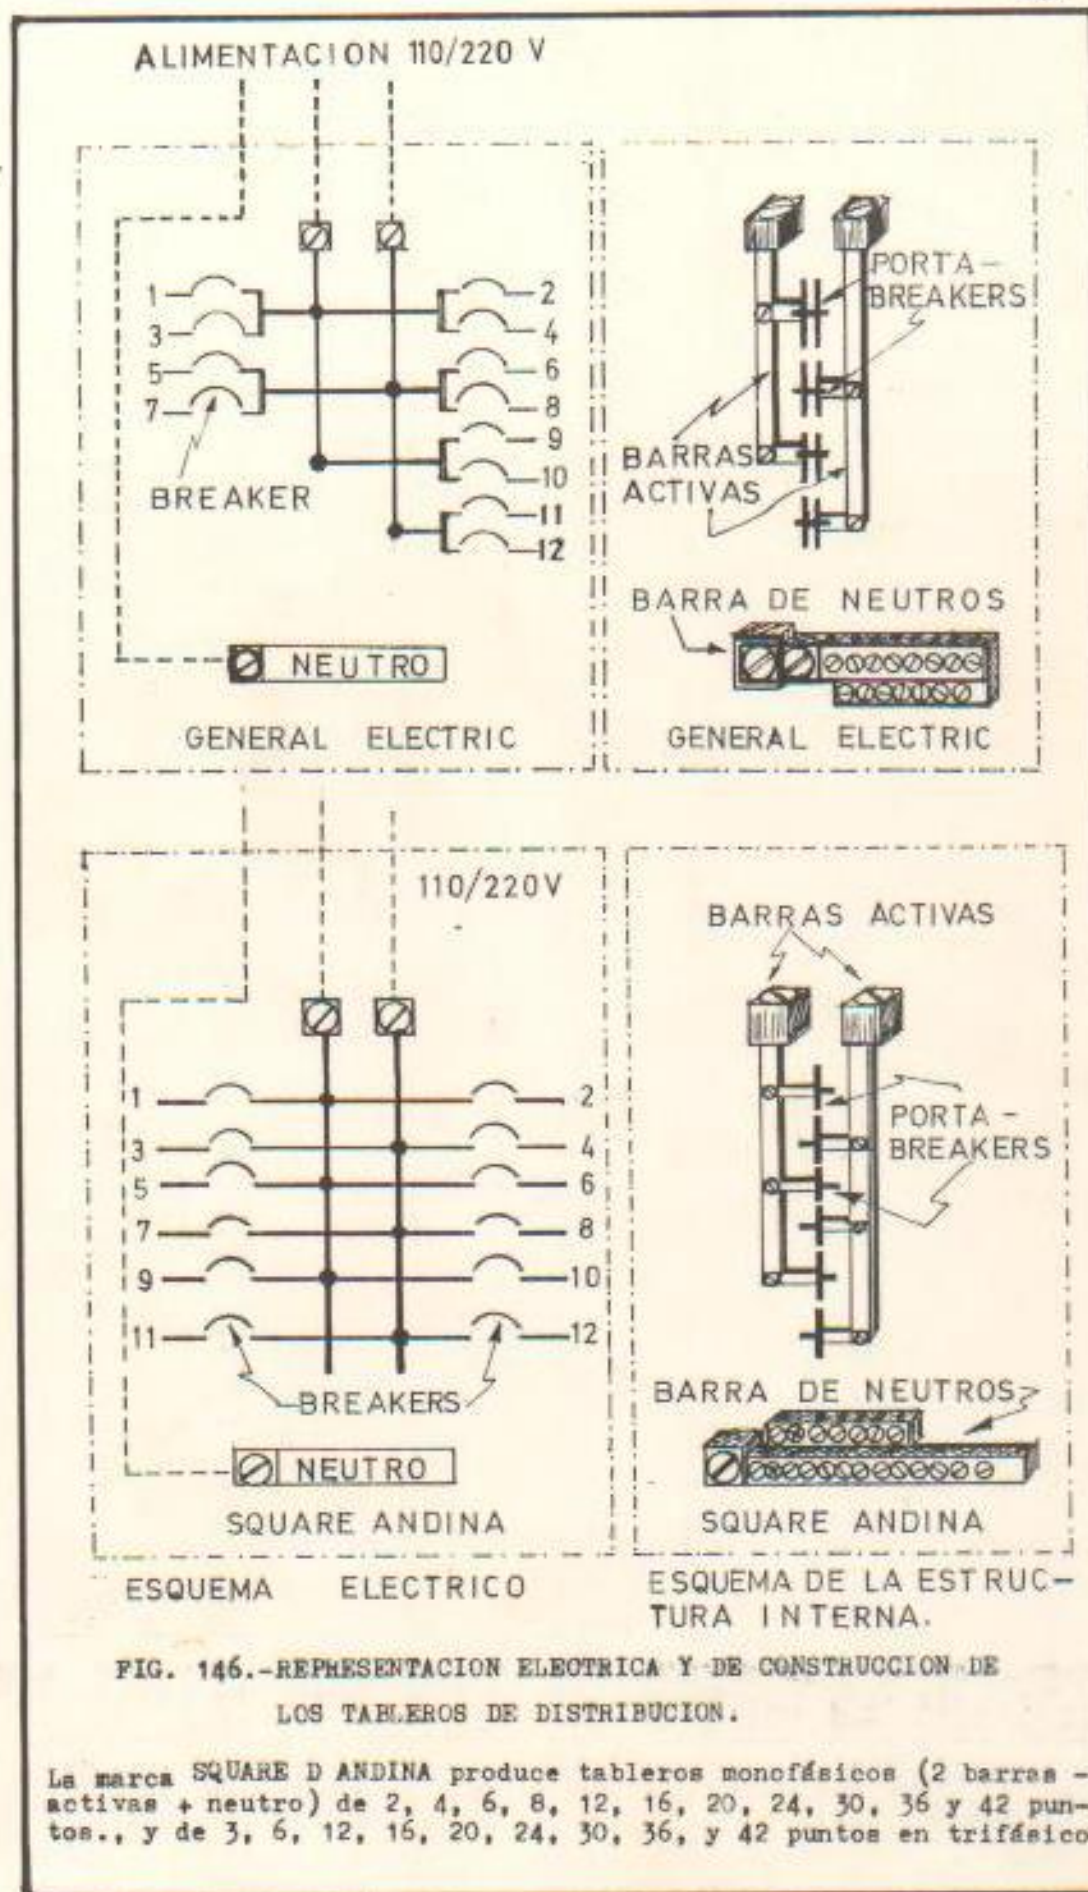 ALIMENTACION 110/220 V
1
3
5
7
2
4
6
8
9
10
11
12
BREAKER
NEUTRO
GENERAL ELECTRIC
PORTA-
BREAKERS
BARRAS
ACTIVAS
BARRA DE NEUTROS
GENERAL ELECTRIC
110/220V
1
3
5
7
9
11
2
4
6
8
10
12
BREAKERS
NEUTRO
SQUARE ANDINA
BARRAS ACTIVAS
PORTA-
BREAKERS
BARRA DE NEUTROS
SQUARE ANDINA
ESQUEMA ELECTRICO
ESQUEMA DE LA ESTRUC-
TURA INTERNA.
FIG. 146.-REPRESENTACION ELECTRICA Y DE CONSTRUCCION DE
LOS TABLEROS DE DISTRIBUCION.
La marca SQUARE D ANDINA produce tableros monofásicos (2 barras -
activas + neutro) de 2, 4, 6, 8, 12, 16, 20, 24, 30, 36 y 42 pun-
tos., y de 3, 6, 12, 16, 20, 24, 30, 36, y 42 puntos en trifásico